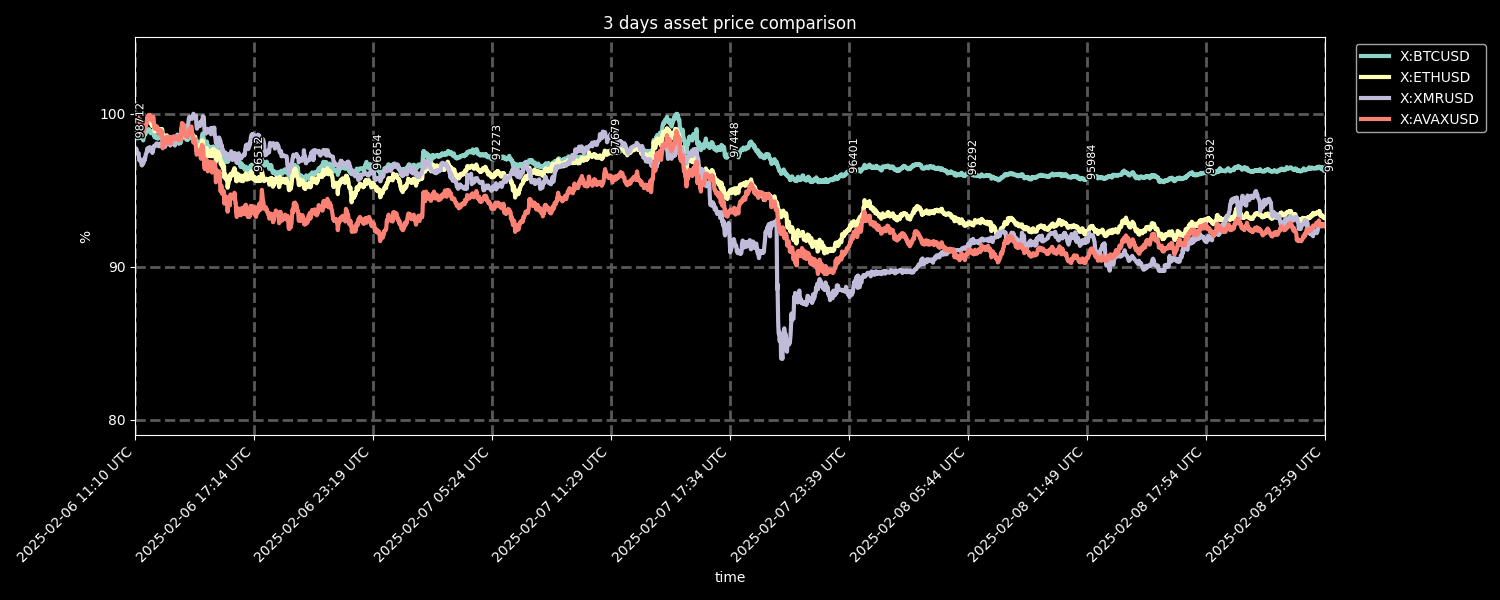 3 days asset price comparison
X:BTCUSD
X:ETHUSD
X:XMRUSD
X:AVAXUSD
100
90
80
%
98712
96512
96654
97273
97679
97448
96401
96292
95984
96362
96496
2025-02-06 11:10 UTC
2025-02-06 17:14 UTC
2025-02-06 23:19 UTC
2025-02-07 05:24 UTC
2025-02-07 11:29 UTC
2025-02-07 17:34 UTC
2025-02-07 23:39 UTC
2025-02-08 05:44 UTC
2025-02-08 11:49 UTC
2025-02-08 17:54 UTC
2025-02-08 23:59 UTC
time